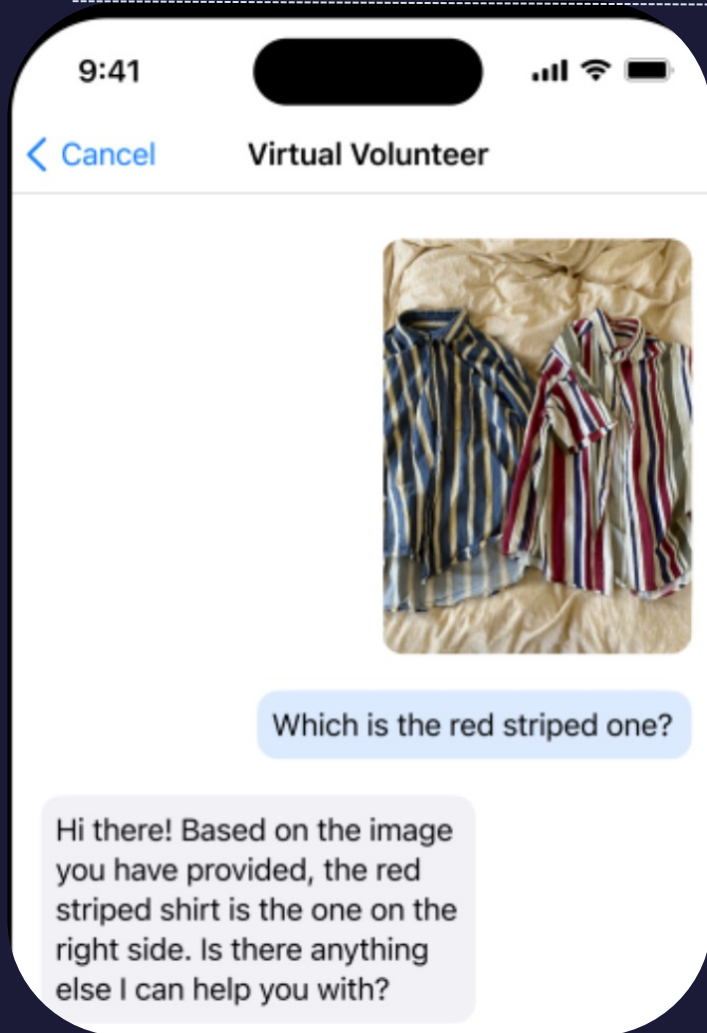 9:41
Cancel
Virtual Volunteer
Which is the red striped one?
Hi there! Based on the image
you have provided, the red
striped shirt is the one on the
right side. Is there anything
else I can help you with?